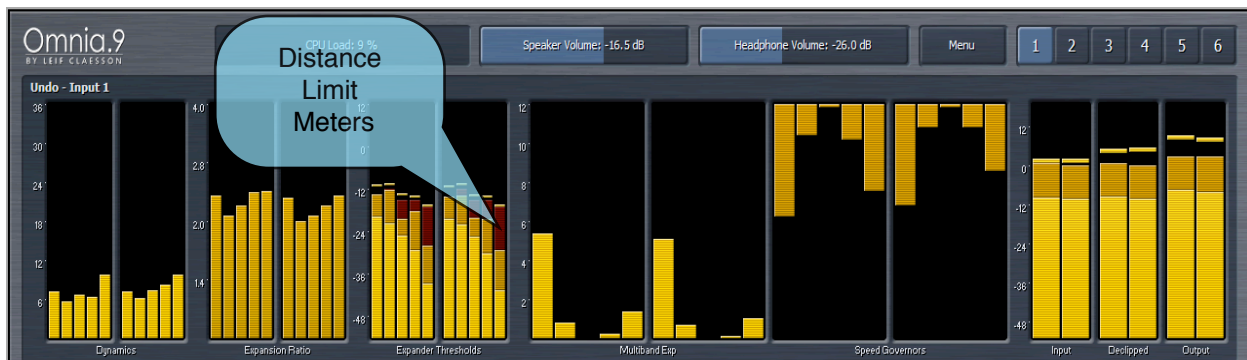 Omnia.9
BY LEIF CLAESSON
CPU Load: 9 %
Speaker Volume: -16.5 dB
Headphone Volume: -26.0 dB
Menu
1 2 3 4 5 6
Distance
Limit
Meters
Undo - Input 1
36
30
24
18
12
6
4.0
2.8
2.0
1.4
12
0
-12
-24
-36
-48
12
10
8
6
4
2
12
0
-12
-24
-36
-48
Dynamics
Expansion Ratio
Expander Thresholds
Multiband Exp
Speed Governors
Input
Declipped
Output